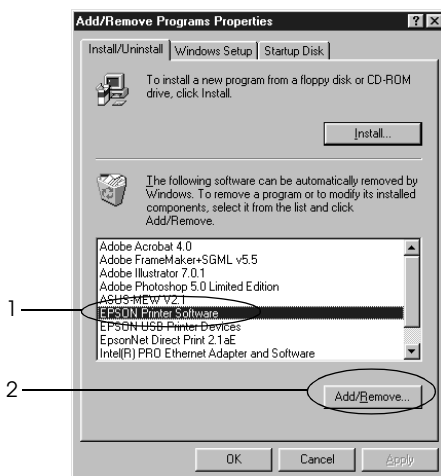 Add/Remove Programs Properties
Install/Uninstall Windows Setup Startup Disk
To install a new program from a floppy disk or CD-ROM
drive, click Install.
Install...
The following software can be automatically removed by
Windows. To remove a program or to modify its installed
components, select it from the list and click
Add/Remove.
Adobe Acrobat 4.0
Adobe FrameMaker+SGML v5.5
Adobe Illustrator 7.0.1
Adobe Photoshop 5.0 Limited Edition
ASUS-MEW V2.1
1
EPSON Printer Software
EPSON USB Printer Devices
EpsonNet Direct Print 2.1aE
Intel(R) PRO Ethernet Adapter and Software
2
Add/Remove...
OK Cancel Apply